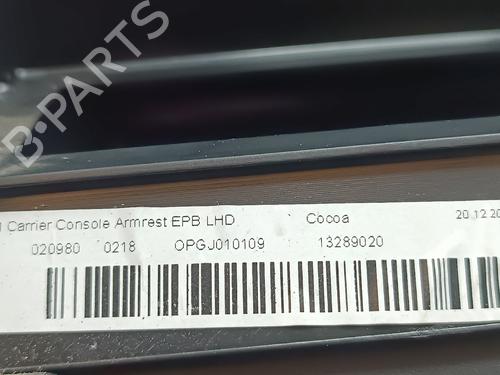 B-PARTS
Carrier Console Armrest EPB LHD Cocoa 20.12.20
020980 0218 OPGJ010109 13289020